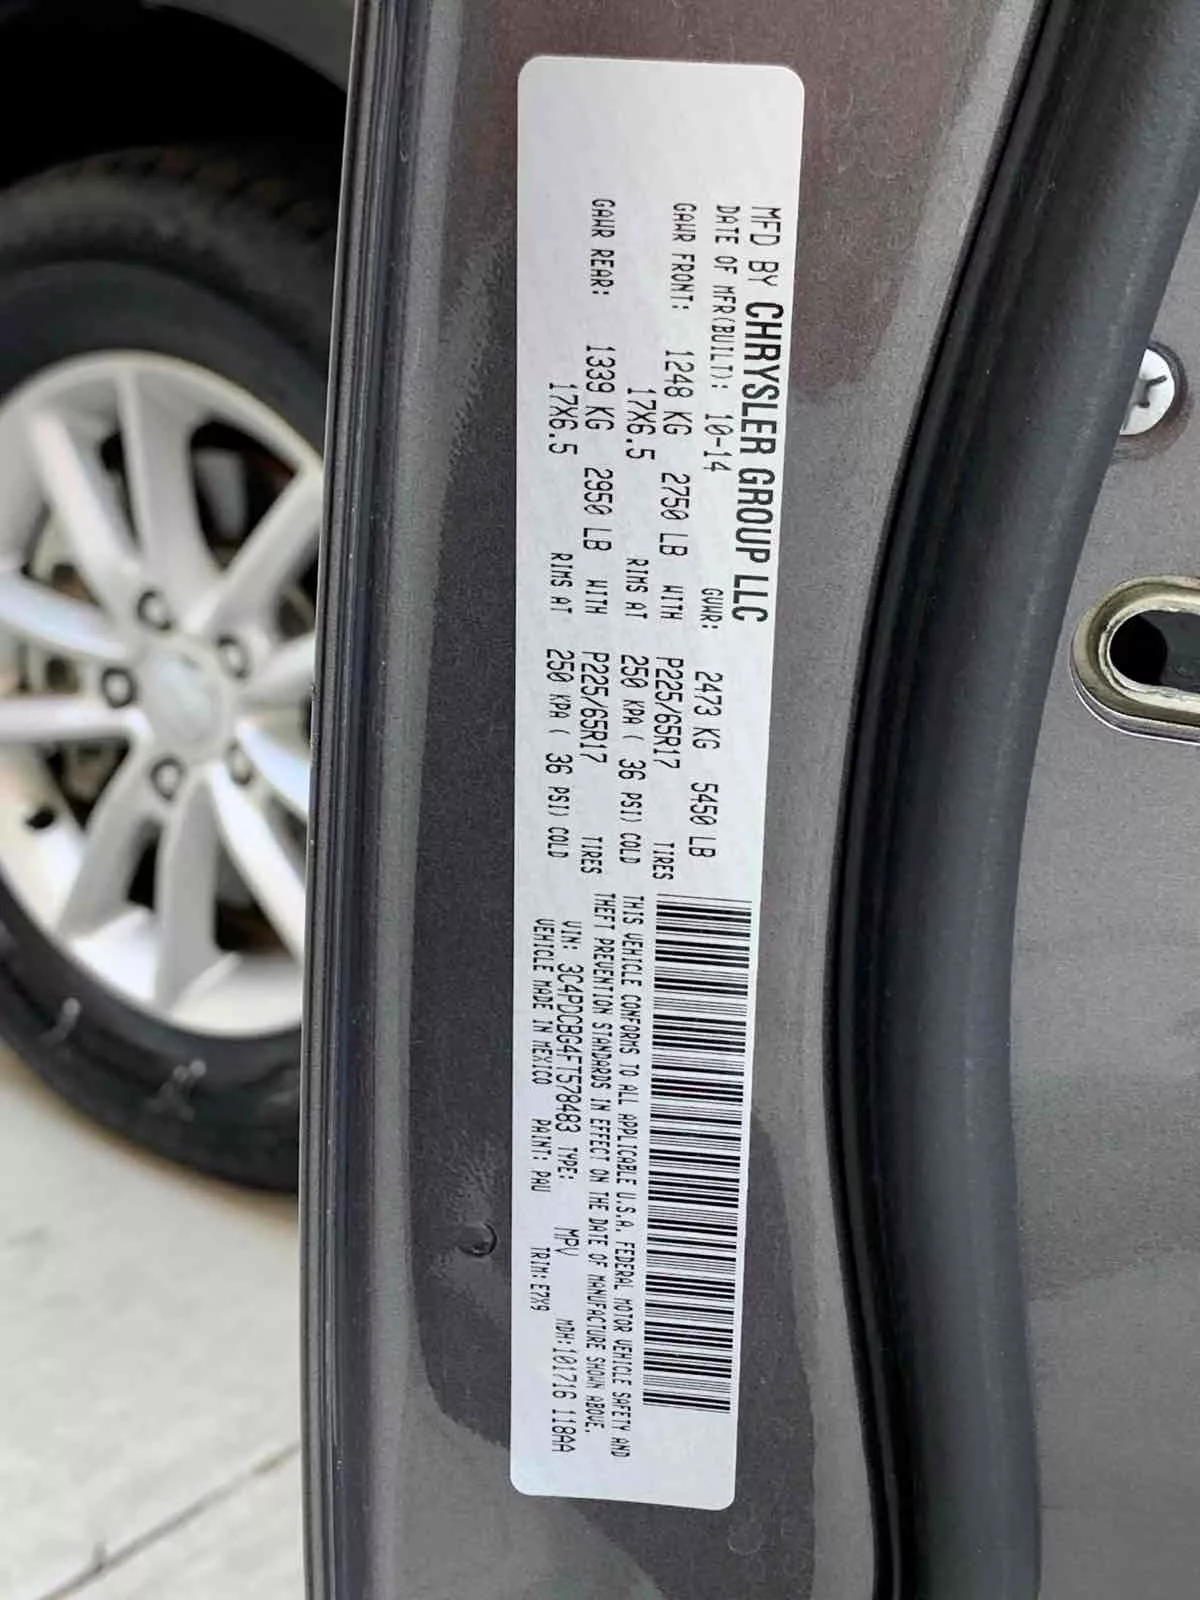 MFD BY CHRYSLER GROUP LLC
DATE OF MFR(BUILT): 10-14 GVWR: 2473 KG 5450 LB
GAWR FRONT: 1248 KG 2750 LB WITH P225/65R17 TIRES
17X6.5 RIMS AT 250 KPA ( 36 PSI) COLD
GAWR REAR: 1339 KG 2950 LB WITH P225/65R17 TIRES
17X6.5 RIMS AT 250 KPA ( 36 PSI) COLD
THIS VEHICLE CONFORMS TO ALL APPLICABLE U.S.A. FEDERAL MOTOR VEHICLE SAFETY AND
THEFT PREVENTION STANDARDS IN EFFECT ON THE DATE OF MANUFACTURE SHOWN ABOVE.
VIN: 3C4PDCBG4FT578483 TYPE: MPV MDH:101716 118AA
VEHICLE MADE IN MEXICO PAINT: PAU TRIM: E7X9